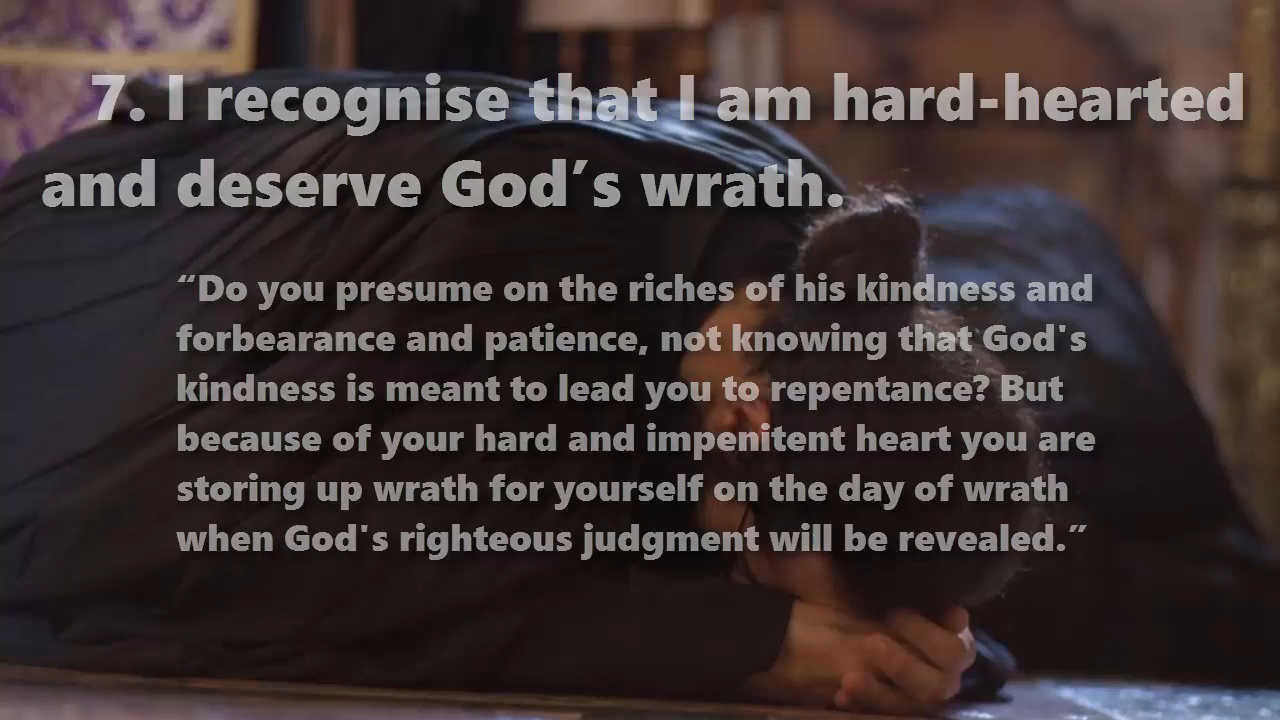 7. I recognise that I am hard-hearted
and deserve God’s wrath.
“Do you presume on the riches of his kindness and
forbearance and patience, not knowing that God's
kindness is meant to lead you to repentance? But
because of your hard and impenitent heart you are
storing up wrath for yourself on the day of wrath
when God's righteous judgment will be revealed.”